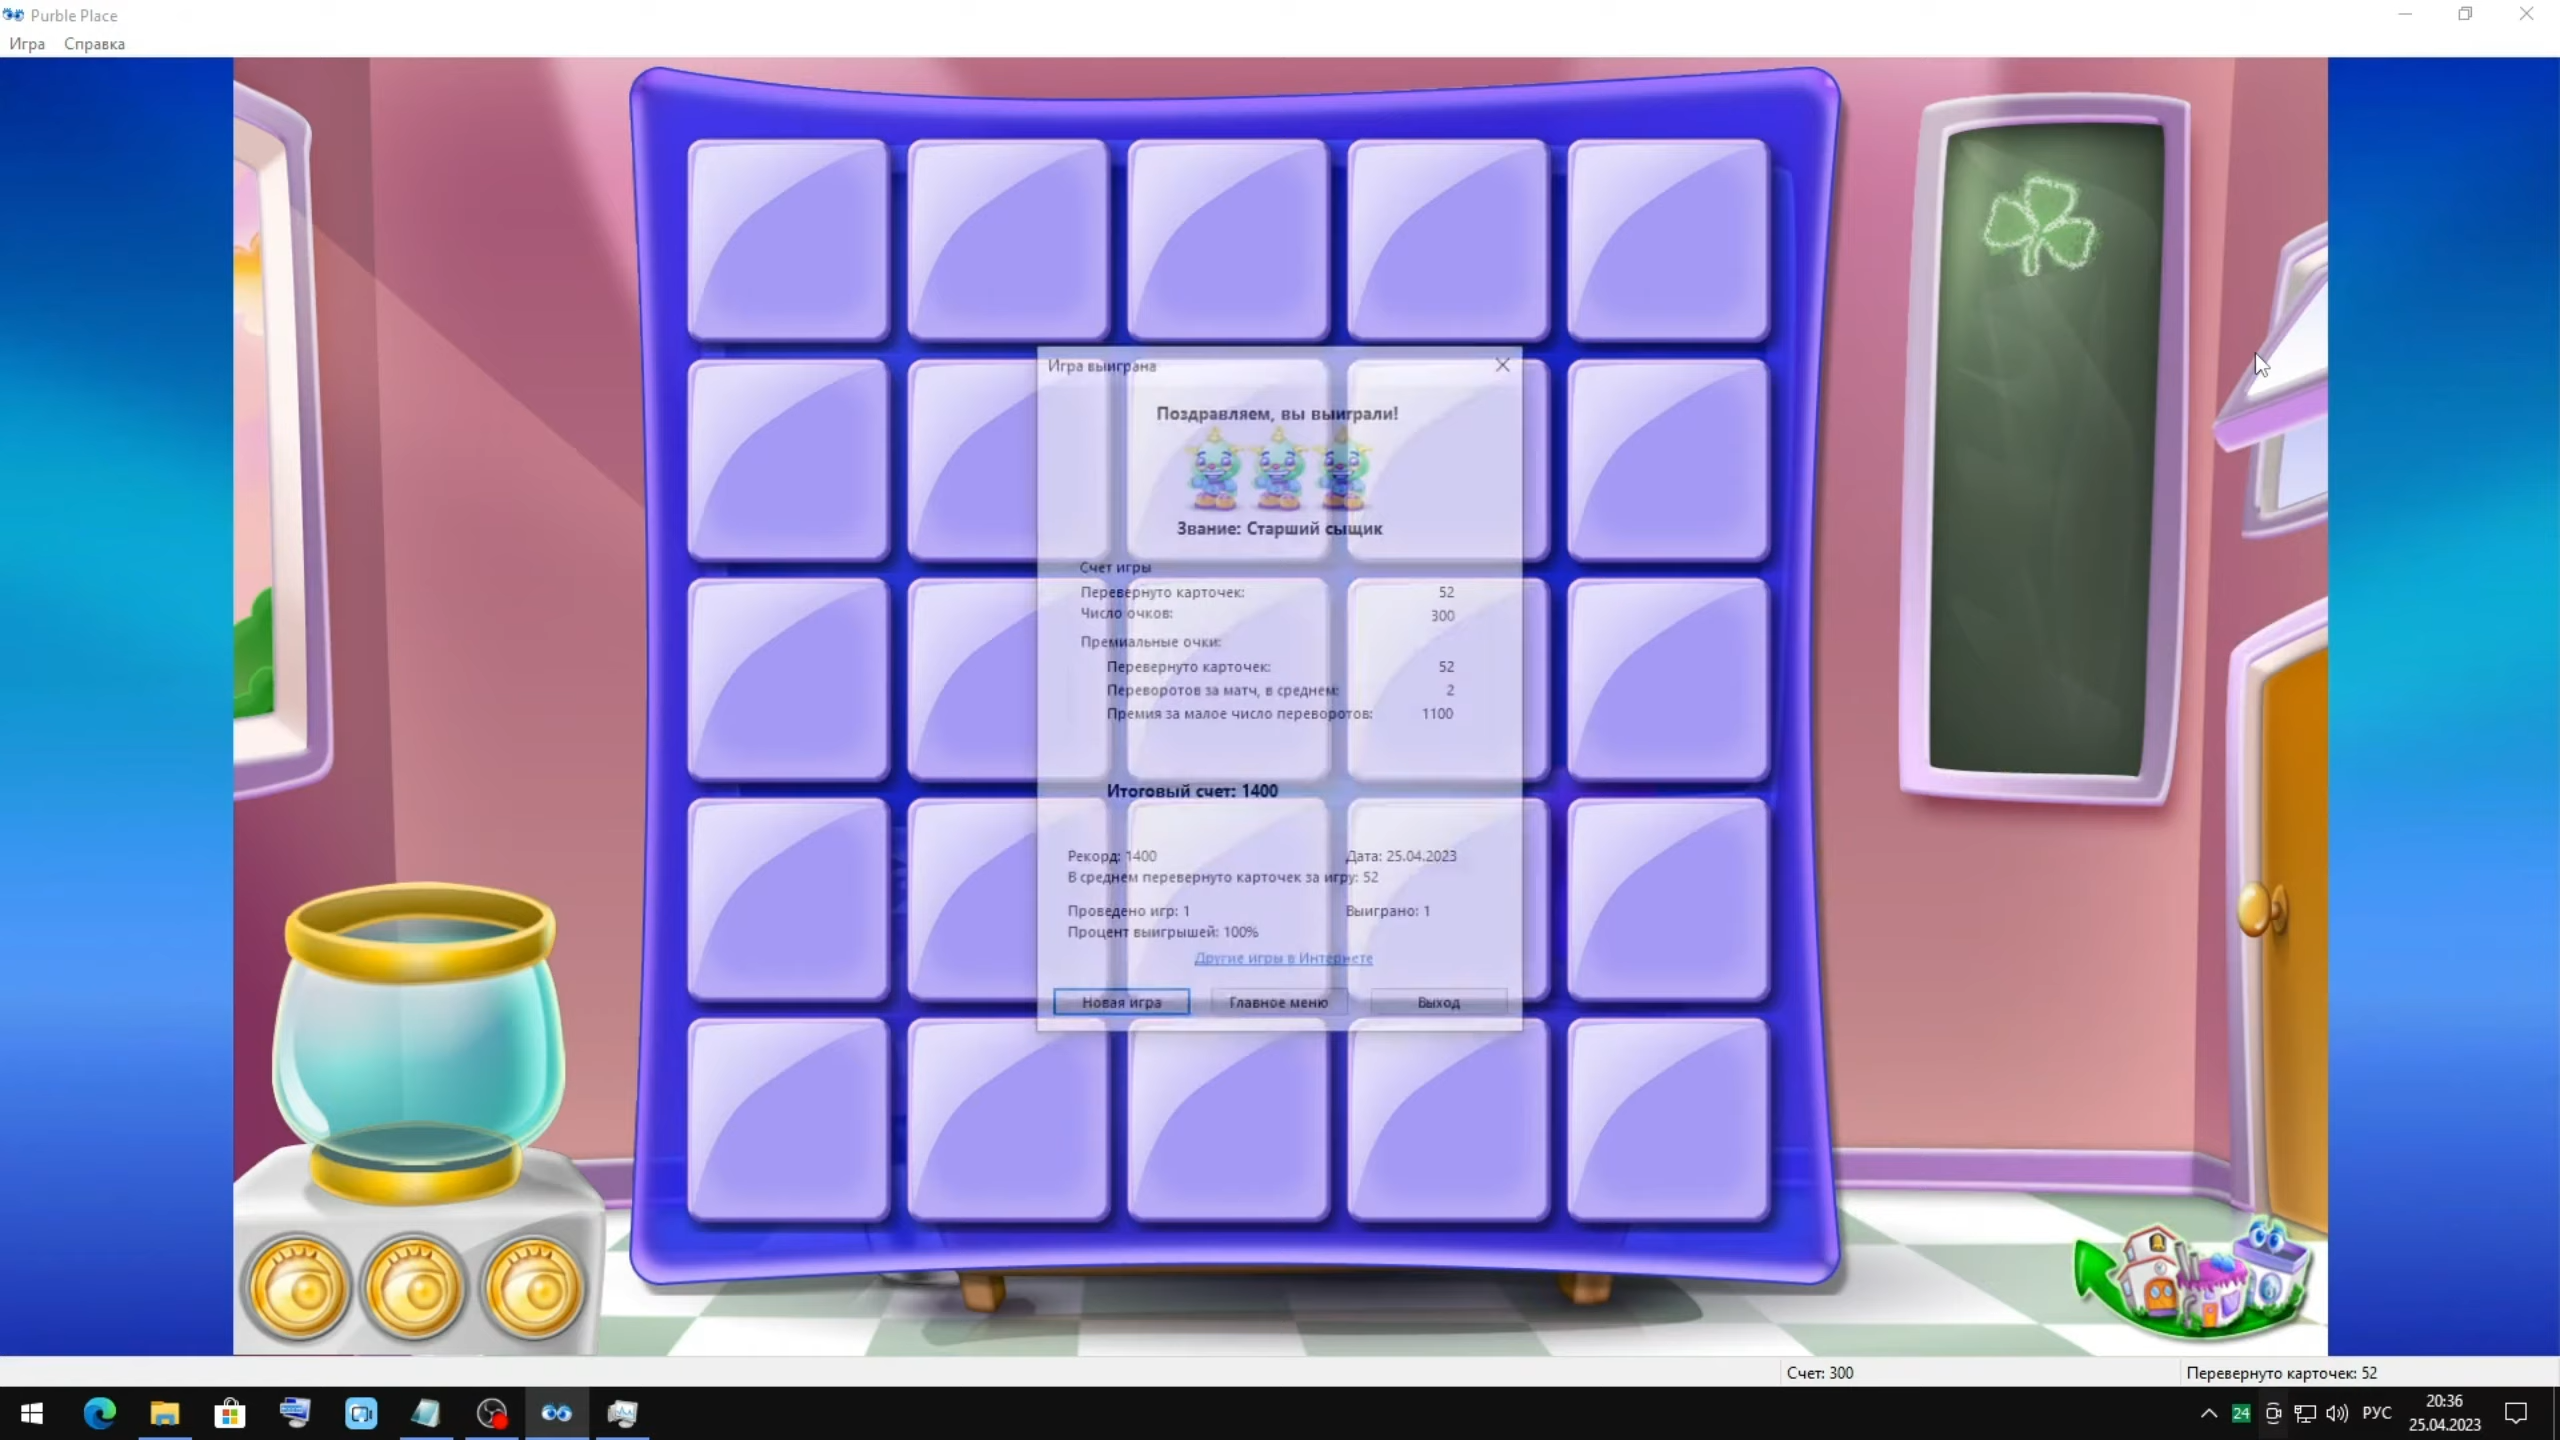 Purble Place
Игра Справка
Игра выиграна
Поздравляем, вы выиграли!
Звание: Старший сыщик
Счет игры
Перевернуто карточек: 52
Число очков: 300
Премиальные очки:
Перевернуто карточек: 52
Переворотов за матч, в среднем: 2
Премия за малое число переворотов: 1100
Итоговый счет: 1400
Рекорд: 1400 Дата: 25.04.2023
В среднем перевернуто карточек за игру: 52
Проведено игр: 1 Выиграно: 1
Процент выигрышей: 100%
Другие игры в Интернете
Новая игра Главное меню Выход
Счет: 300 Перевернуто карточек: 52
24 РУС 20:36
25.04.2023